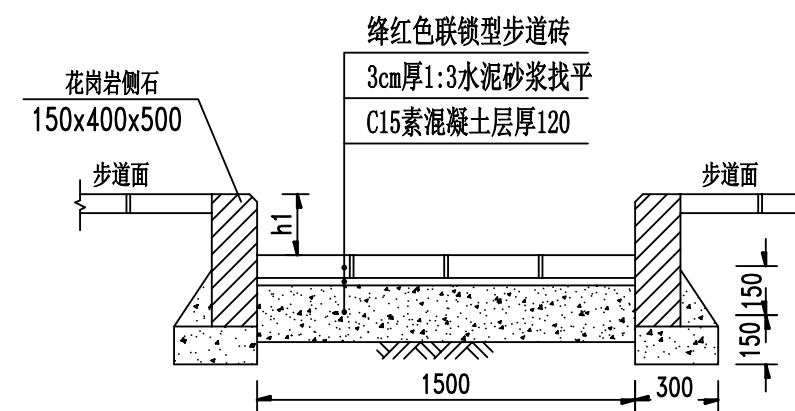 绛红色联锁型步道砖
3cm厚1:3水泥砂浆找平
C15素混凝土层厚120
花岗岩侧石
150x400x500
步道面
步道面
h1
150
150
1500
300